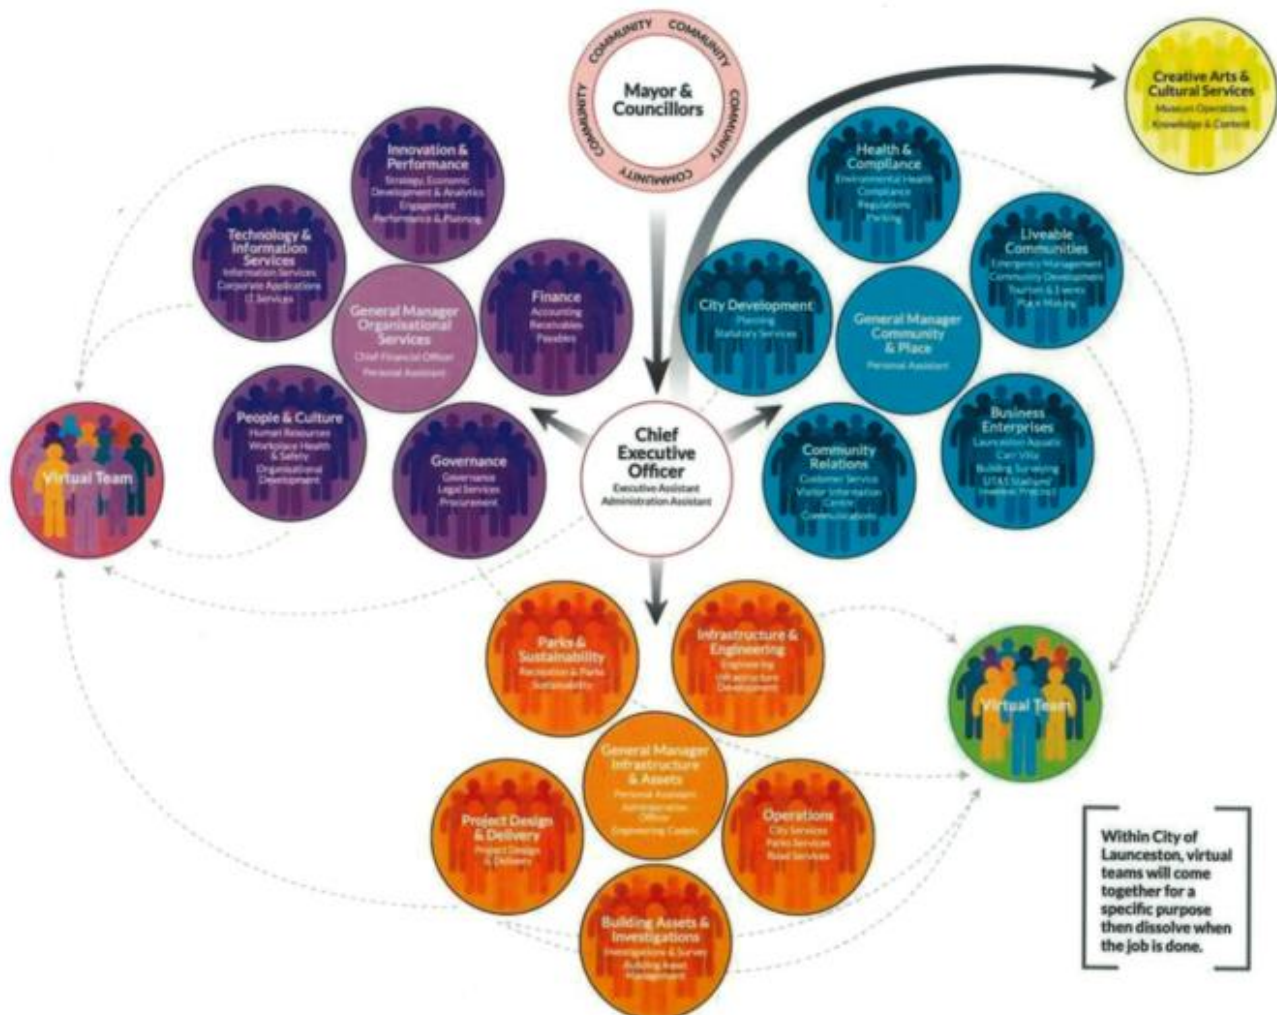 COMMUNITY COMMUNITY COMMUNITY COMMUNITY COMMUNITY
Mayor &
Councillors
Creative Arts &
Cultural Services
Museum Operations
Knowledge & Content
Innovation &
Performance
Strategy, Economic
Development & Analytics
Engagement
Performance & Planning
Technology &
Information
Services
Information Services
Corporate Applications
IT Services
General Manager
Organisational
Services
Chief Financial Officer
Personal Assistant
Finance
Accounting
Receivables
Payables
People & Culture
Human Resources
Workplace Health
& Safety
Organisational
Development
Governance
Governance
Legal Services
Procurement
Health &
Compliance
Environmental Health
Compliance
Regulations
Parking
Liveable
Communities
Emergency Management
Community Development
Tourism & Events
Place Making
City Development
Planning
Statutory Services
General Manager
Community
& Place
Personal Assistant
Business
Enterprises
Launceston Aquatic
Carr Villa
Building Surveying
UTAS Stadium/
Inveresk Precinct
Community
Relations
Customer Service
Visitor Information
Centre
Communications
Chief
Executive
Officer
Executive Assistant
Administration Assistant
Virtual Team
Parks &
Sustainability
Recreation & Parks
Sustainability
Infrastructure &
Engineering
Engineering
Infrastructure
Development
General Manager
Infrastructure
& Assets
Personal Assistant
Administration
Officer
Engineering Cadets
Project Design
& Delivery
Project Design
& Delivery
Operations
City Services
Parks Services
Road Services
Building Assets &
Investigations
Investigations & Survey
Building Asset
Management
Virtual Team
Within City of
Launceston, virtual
teams will come
together for a
specific purpose
then dissolve when
the job is done.